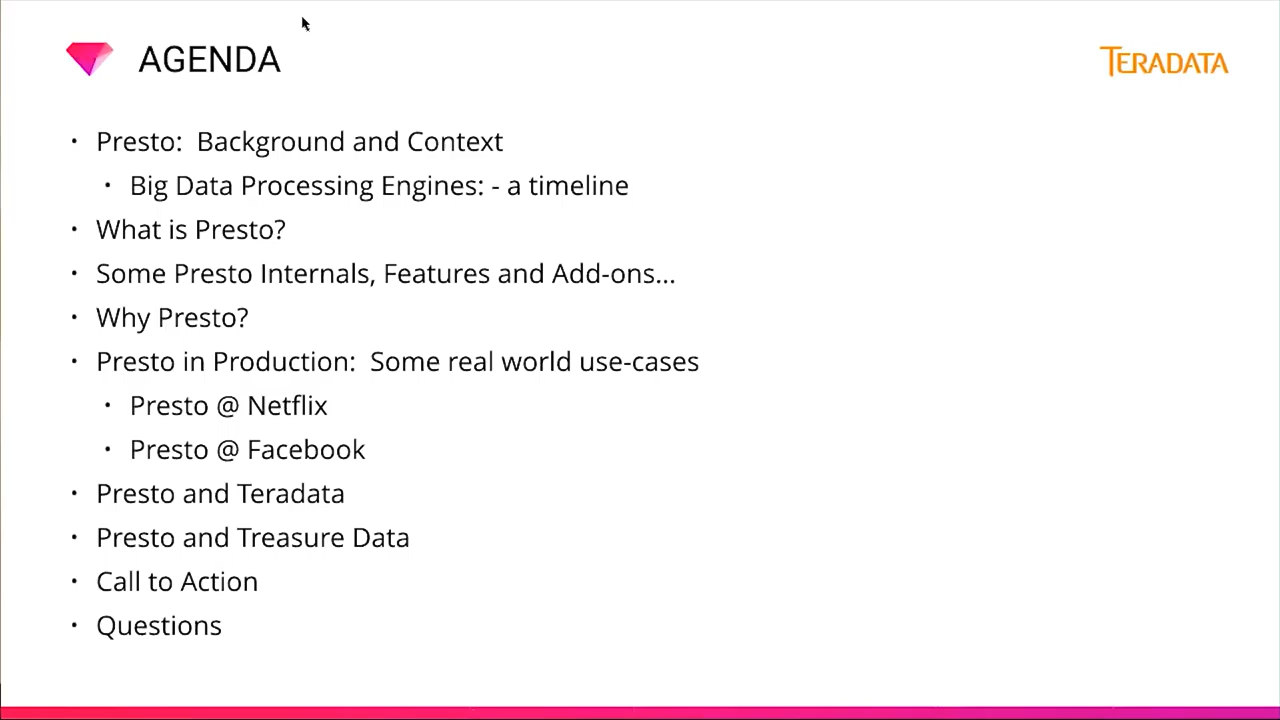 AGENDA
TERADATA
• Presto:  Background and Context
• Big Data Processing Engines: - a timeline
• What is Presto?
• Some Presto Internals, Features and Add-ons...
• Why Presto?
• Presto in Production:  Some real world use-cases
• Presto @ Netflix
• Presto @ Facebook
• Presto and Teradata
• Presto and Treasure Data
• Call to Action
• Questions